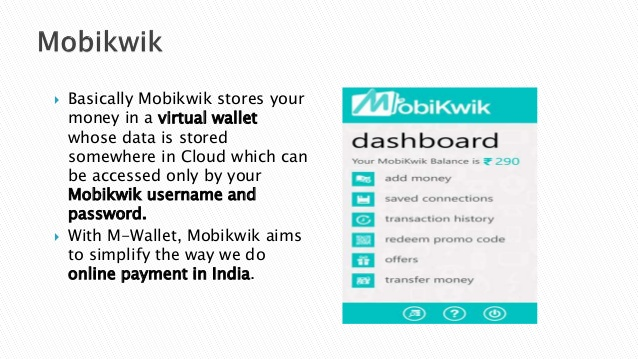 Mobikwik
Basically Mobikwik stores your
money in a virtual wallet
whose data is stored
somewhere in Cloud which can
be accessed only by your
Mobikwik username and
password.
With M-Wallet, Mobikwik aims
to simplify the way we do
online payment in India.
MobiKwik
dashboard
Your MobiKwik Balance is ₹ 290
add money
saved connections
transaction history
redeem promo code
offers
transfer money
?